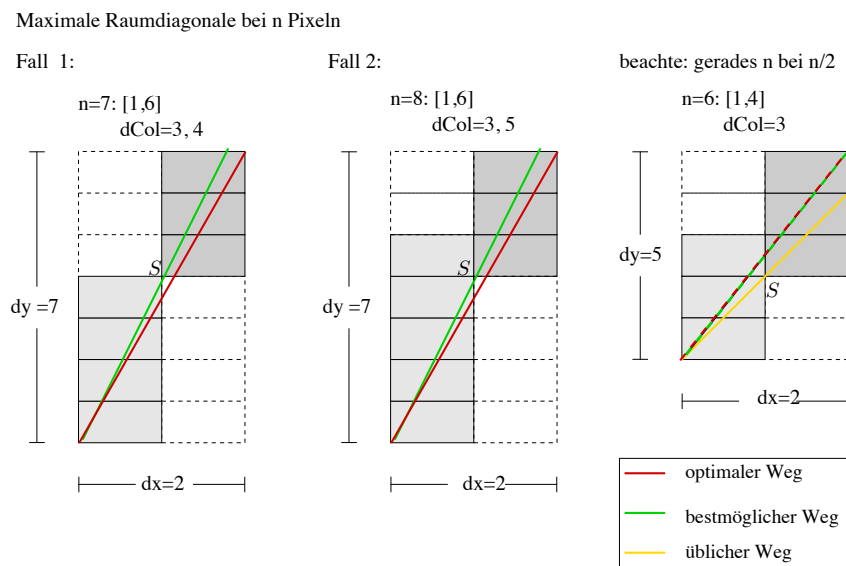 Maximale Raumdiagonale bei n Pixeln
Fall 1:
Fall 2:
beachte: gerades n bei n/2
n=7: [1,6]
dCol=3, 4
n=8: [1,6]
dCol=3, 5
n=6: [1,4]
dCol=3
S
dy =7
dx=2
S
dy =7
dx=2
dy=5
S
dx=2
optimaler Weg
bestmöglicher Weg
üblicher Weg